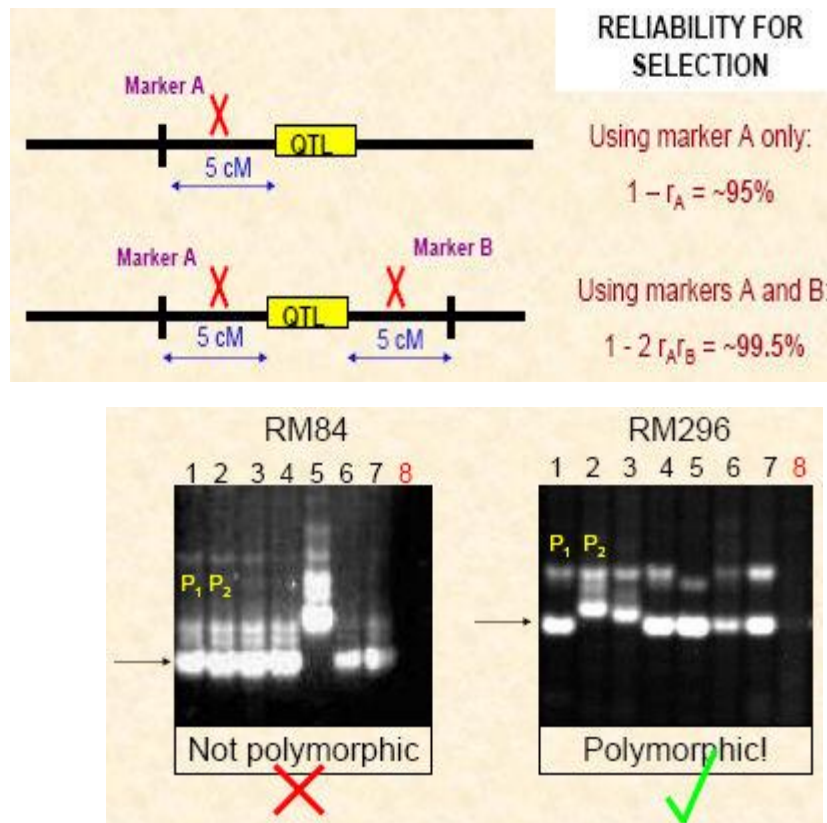 RELIABILITY FOR
SELECTION
Marker A
QTL
5 cM
Using marker A only:
1 – rA = ~95%
Marker A
Marker B
QTL
5 cM
5 cM
Using markers A and B:
1 - 2 rArB = ~99.5%
RM84
1 2 3 4 5 6 7 8
P1 P2
Not polymorphic
RM296
1 2 3 4 5 6 7 8
P1 P2
Polymorphic!